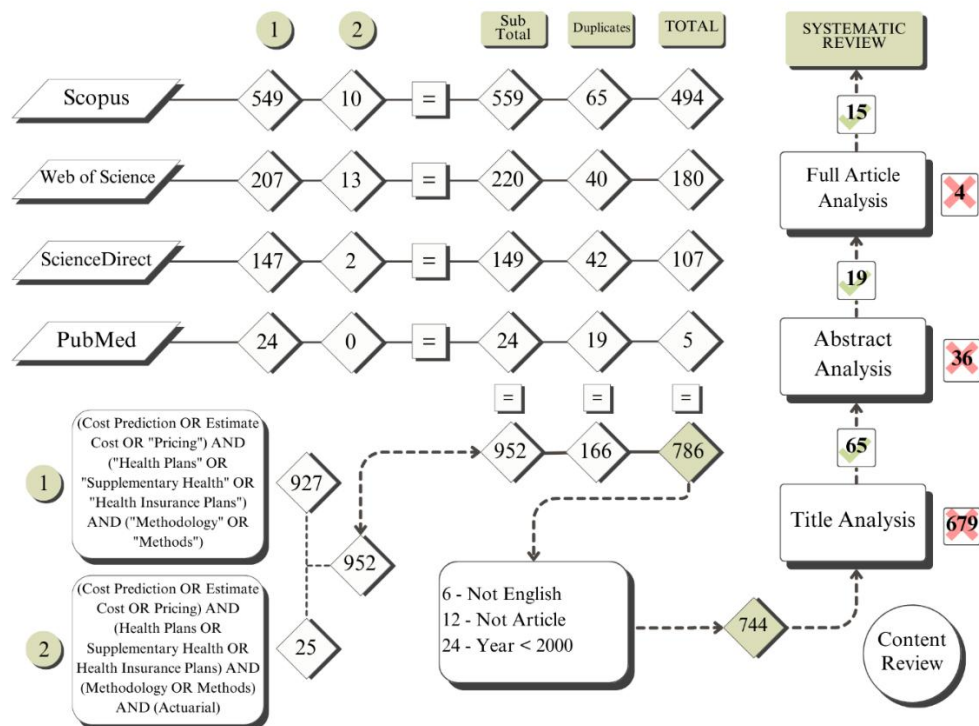 1
2
Sub
Total
Duplicates
TOTAL
SYSTEMATIC
REVIEW
Scopus
549
10
=
559
65
494
15
Web of Science
207
13
=
220
40
180
Full Article
Analysis
4
ScienceDirect
147
2
=
149
42
107
19
PubMed
24
0
=
24
19
5
Abstract
Analysis
36
=
=
=
952
166
786
65
1
(Cost Prediction OR Estimate
Cost OR "Pricing") AND
("Health Plans" OR
"Supplementary Health" OR
"Health Insurance Plans")
AND ("Methodology" OR
"Methods")
927
952
25
Title Analysis
679
2
(Cost Prediction OR Estimate
Cost OR Pricing) AND
(Health Plans OR
Supplementary Health OR
Health Insurance Plans) AND
(Methodology OR Methods)
AND (Actuarial)
6 - Not English
12 - Not Article
24 - Year < 2000
744
Content
Review